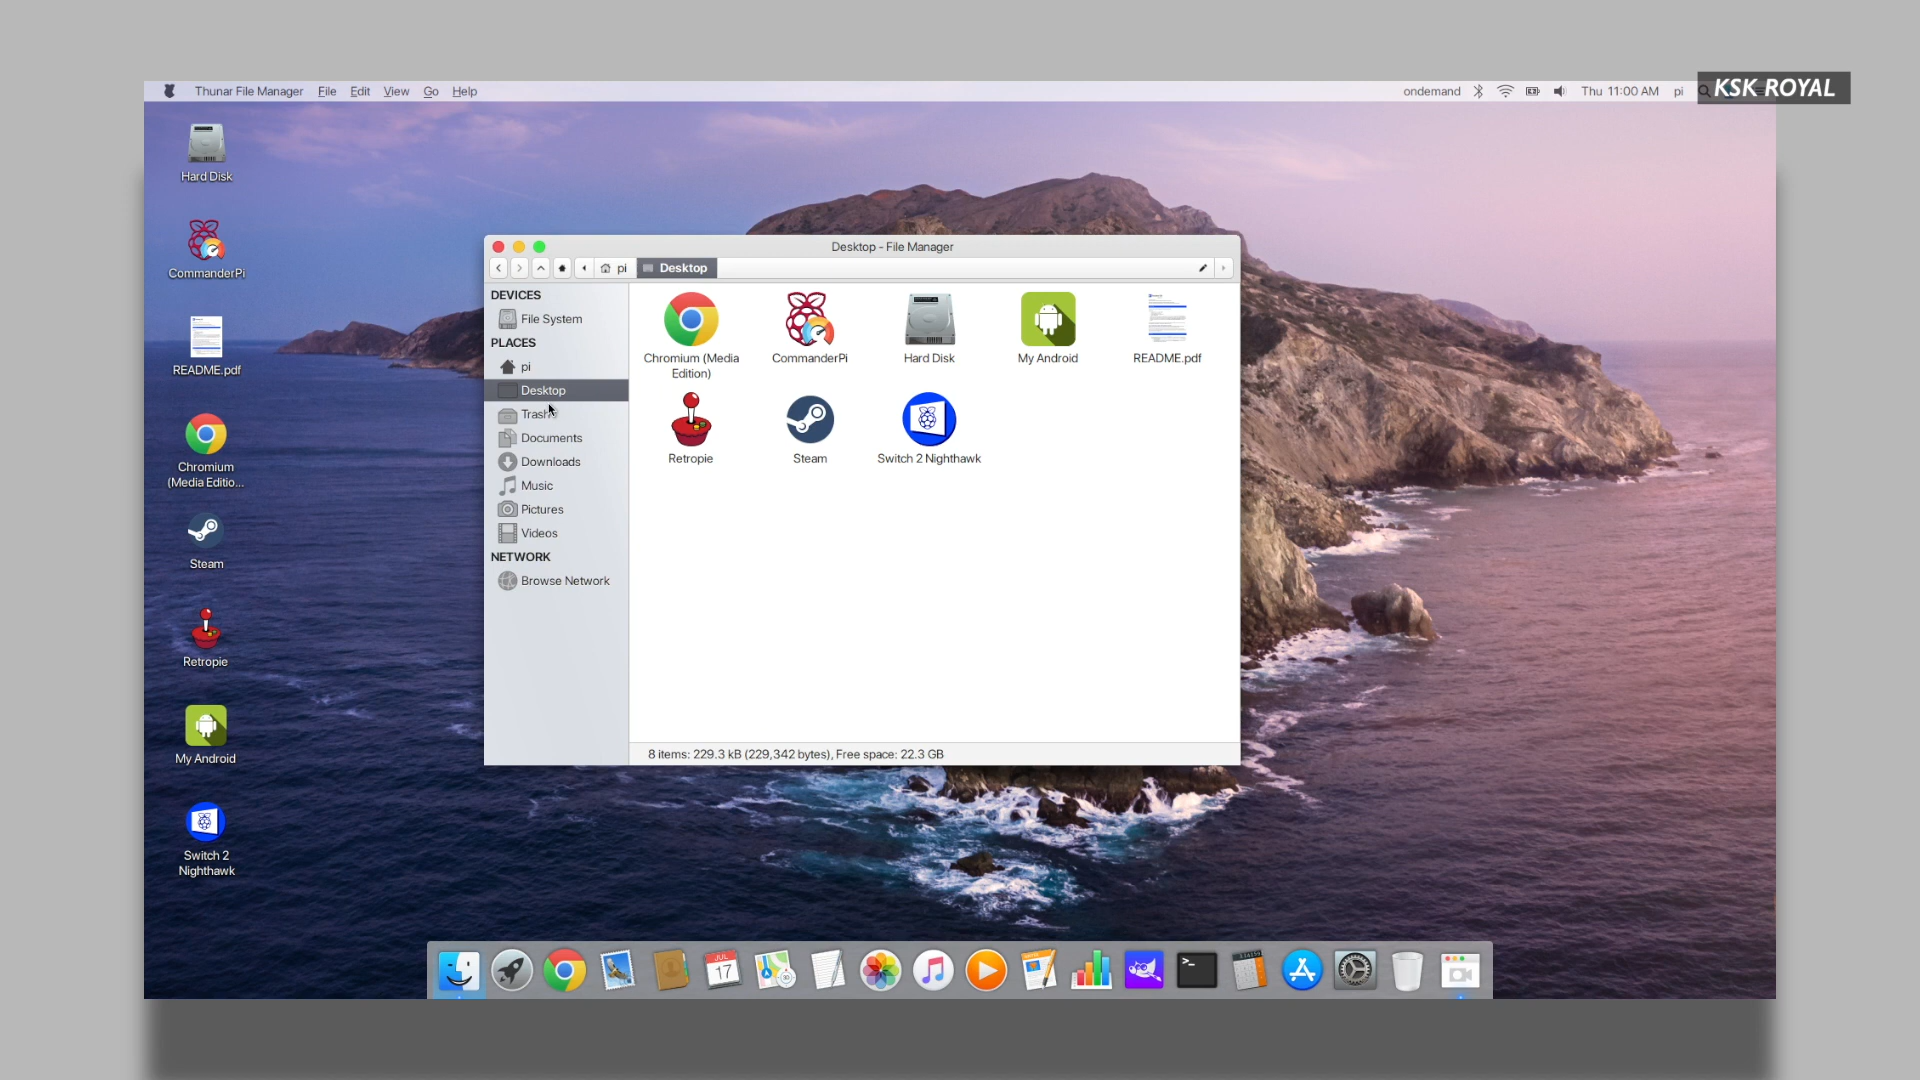 Thunar File Manager File Edit View Go Help
ondemand Thu 11:00 AM pi
KSK ROYAL
Hard Disk
CommanderPi
README.pdf
Chromium
(Media Editio...
Steam
Retropie
My Android
Switch 2
Nighthawk
Desktop - File Manager
pi Desktop
DEVICES
File System
PLACES
pi
Desktop
Trash
Documents
Downloads
Music
Pictures
Videos
NETWORK
Browse Network
Chromium (Media
Edition)
CommanderPi
Hard Disk
My Android
README.pdf
Retropie
Steam
Switch 2 Nighthawk
8 items: 229.3 kB (229,342 bytes), Free space: 22.3 GB
JUL
17